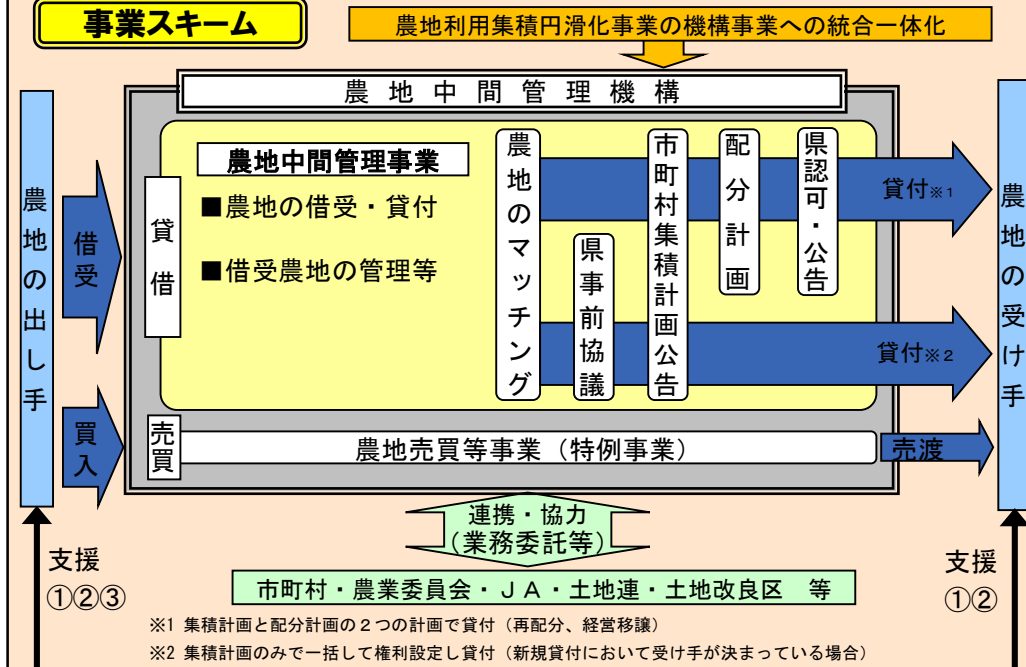 事業スキーム
農地利用集積円滑化事業の機構事業への統合一体化
農地中間管理機構
農地の出し手
借受
買入
貸借
売買
農地中間管理事業
■農地の借受・貸付
■借受農地の管理等
農地のマッチング
県事前協議
市町村集積計画公告
配分計画
県認可・公告
貸付※1
貸付※2
農地売買等事業（特例事業）
売渡
農地の受け手
連携・協力
（業務委託等）
支援
①②③
支援
①②
市町村・農業委員会・ＪＡ・土地連・土地改良区　等
※1 集積計画と配分計画の２つの計画で貸付（再配分、経営移譲）
※2 集積計画のみで一括して権利設定し貸付（新規貸付において受け手が決まっている場合）